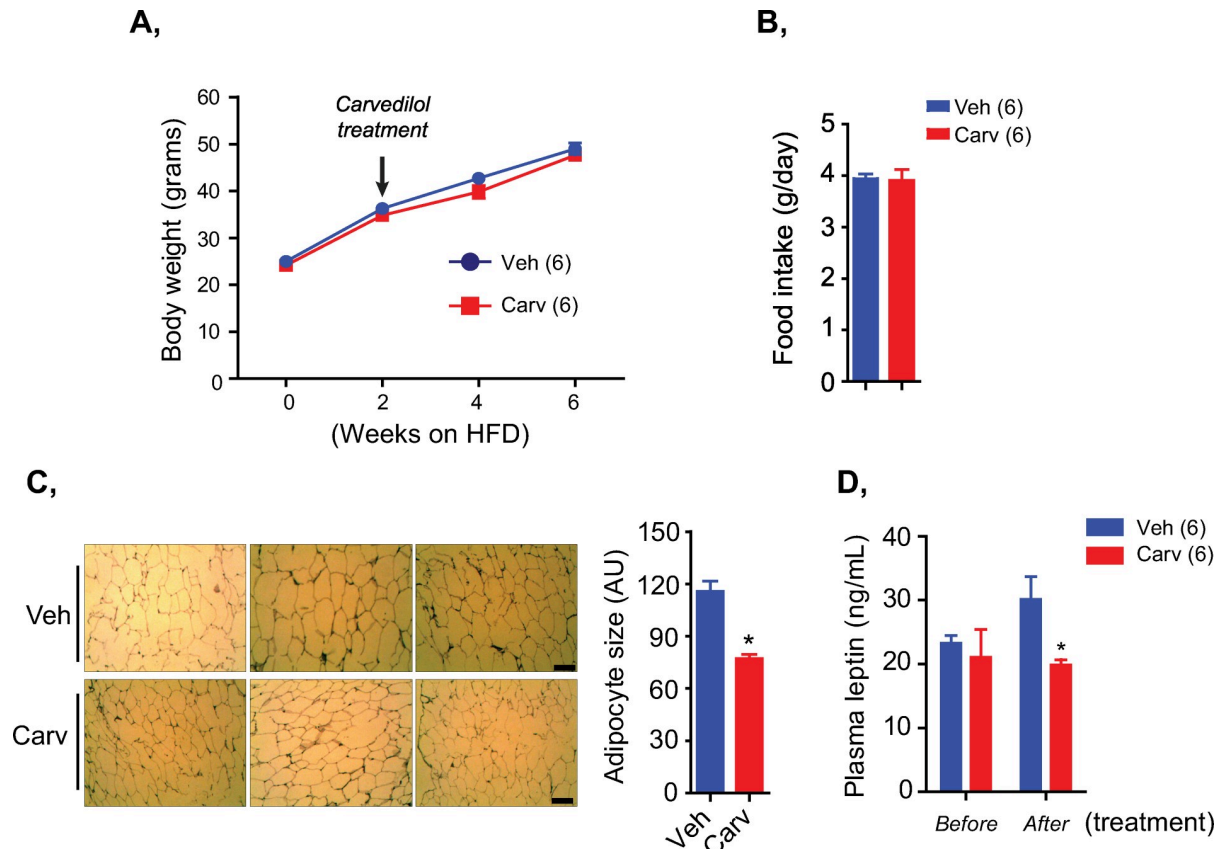 A,
Body weight (grams)
60
50
40
30
20
10
0
Carvedilol
treatment
Veh (6)
Carv (6)
0 2 4 6
(Weeks on HFD)
B,
Veh (6)
Carv (6)
Food intake (g/day)
5
4
3
2
1
0
C,
Veh
Carv
Adipocyte size (AU)
150
120
90
60
30
0
*
Veh
Carv
D,
Veh (6)
Carv (6)
Plasma leptin (ng/mL)
40
30
20
10
0
*
Before After (treatment)